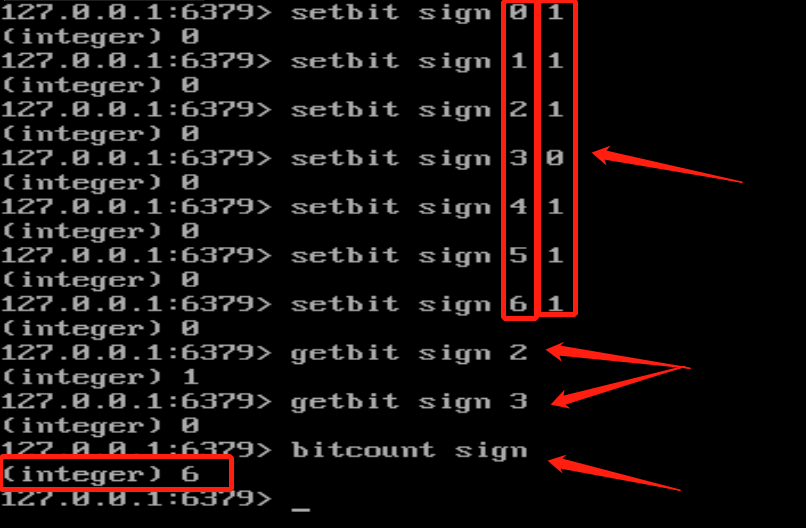 127.0.0.1:6379> setbit sign 0 1
(integer) 0
127.0.0.1:6379> setbit sign 1 1
(integer) 0
127.0.0.1:6379> setbit sign 2 1
(integer) 0
127.0.0.1:6379> setbit sign 3 0
(integer) 0
127.0.0.1:6379> setbit sign 4 1
(integer) 0
127.0.0.1:6379> setbit sign 5 1
(integer) 0
127.0.0.1:6379> setbit sign 6 1
(integer) 0
127.0.0.1:6379> getbit sign 2
(integer) 1
127.0.0.1:6379> getbit sign 3
(integer) 0
127.0.0.1:6379> bitcount sign
(integer) 6
127.0.0.1:6379> _